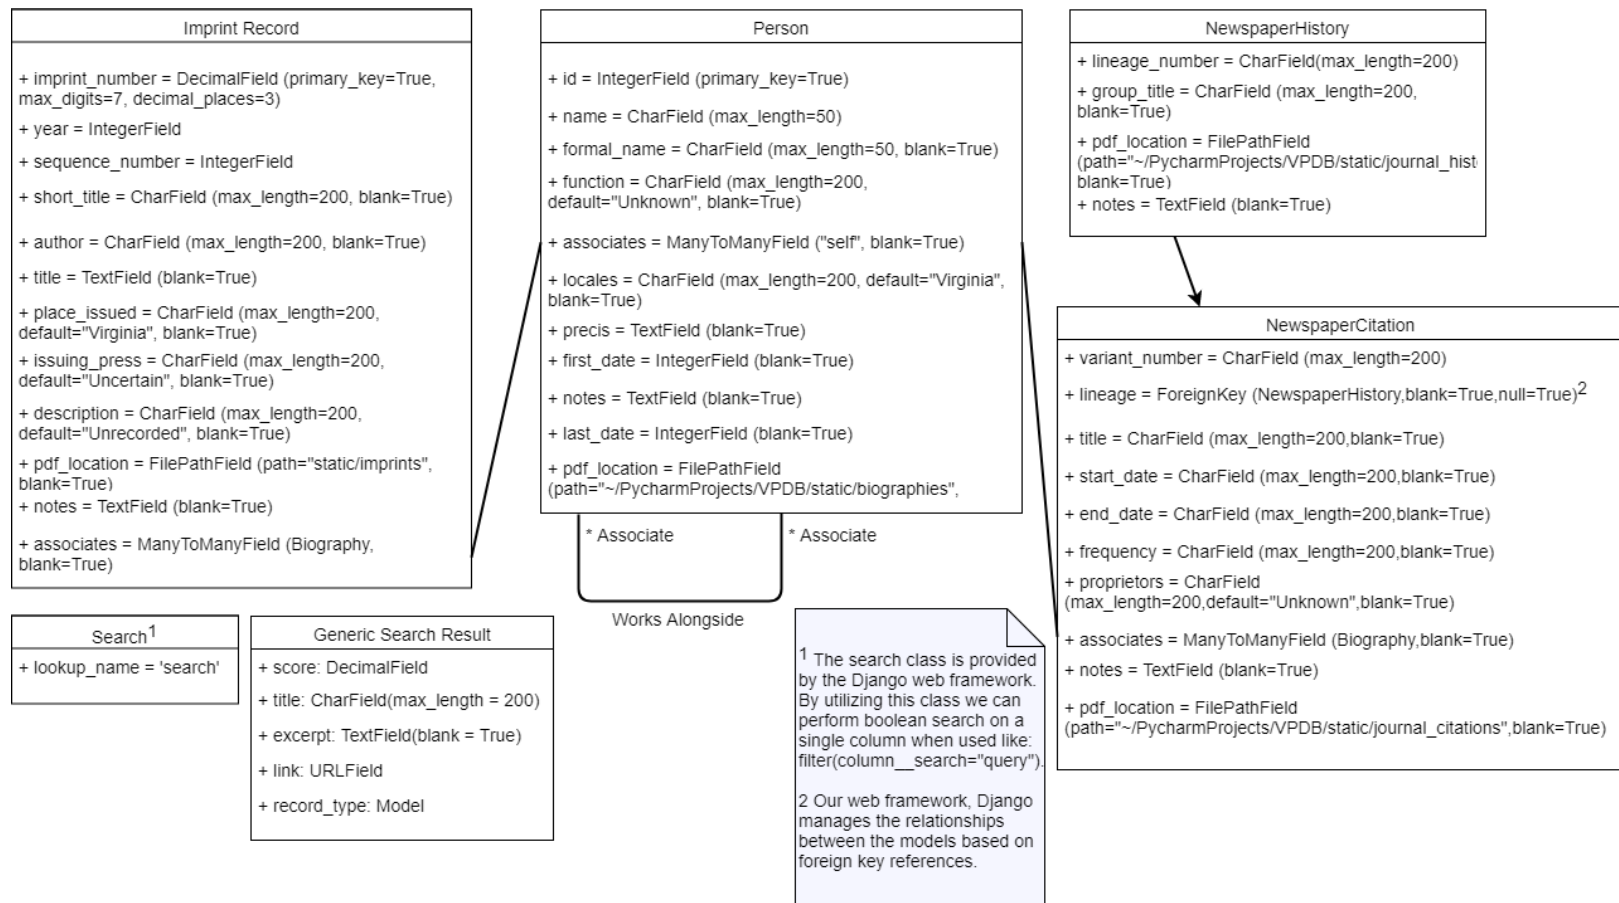 Imprint Record
+ imprint_number = DecimalField (primary_key=True,
max_digits=7, decimal_places=3)
+ year = IntegerField
+ sequence_number = IntegerField
+ short_title = CharField (max_length=200, blank=True)
+ author = CharField (max_length=200, blank=True)
+ title = TextField (blank=True)
+ place_issued = CharField (max_length=200,
default="Virginia", blank=True)
+ issuing_press = CharField (max_length=200,
default="Uncertain", blank=True)
+ description = CharField (max_length=200,
default="Unrecorded", blank=True)
+ pdf_location = FilePathField (path="static/imprints",
blank=True)
+ notes = TextField (blank=True)
+ associates = ManyToManyField (Biography,
blank=True)
Person
+ id = IntegerField (primary_key=True)
+ name = CharField (max_length=50)
+ formal_name = CharField (max_length=50, blank=True)
+ function = CharField (max_length=200,
default="Unknown", blank=True)
+ associates = ManyToManyField ("self", blank=True)
+ locales = CharField (max_length=200, default="Virginia",
blank=True)
+ precis = TextField (blank=True)
+ first_date = IntegerField (blank=True)
+ notes = TextField (blank=True)
+ last_date = IntegerField (blank=True)
+ pdf_location = FilePathField
(path="~/PycharmProjects/VPDB/static/biographies",
* Associate
* Associate
Works Alongside
NewspaperHistory
+ lineage_number = CharField(max_length=200)
+ group_title = CharField (max_length=200,
blank=True)
+ pdf_location = FilePathField
(path="~/PycharmProjects/VPDB/static/journal_hist
blank=True)
+ notes = TextField (blank=True)
NewspaperCitation
+ variant_number = CharField (max_length=200)
+ lineage = ForeignKey (NewspaperHistory,blank=True,null=True)2
+ title = CharField (max_length=200,blank=True)
+ start_date = CharField (max_length=200,blank=True)
+ end_date = CharField (max_length=200,blank=True)
+ frequency = CharField (max_length=200,blank=True)
+ proprietors = CharField
(max_length=200,default="Unknown",blank=True)
+ associates = ManyToManyField (Biography,blank=True)
+ notes = TextField (blank=True)
+ pdf_location = FilePathField
(path="~/PycharmProjects/VPDB/static/journal_citations",blank=True)
Search1
+ lookup_name = 'search'
Generic Search Result
+ score: DecimalField
+ title: CharField(max_length = 200)
+ excerpt: TextField(blank = True)
+ link: URLField
+ record_type: Model
1 The search class is provided
by the Django web framework.
By utilizing this class we can
perform boolean search on a
single column when used like:
filter(column__search="query").
2 Our web framework, Django
manages the relationships
between the models based on
foreign key references.